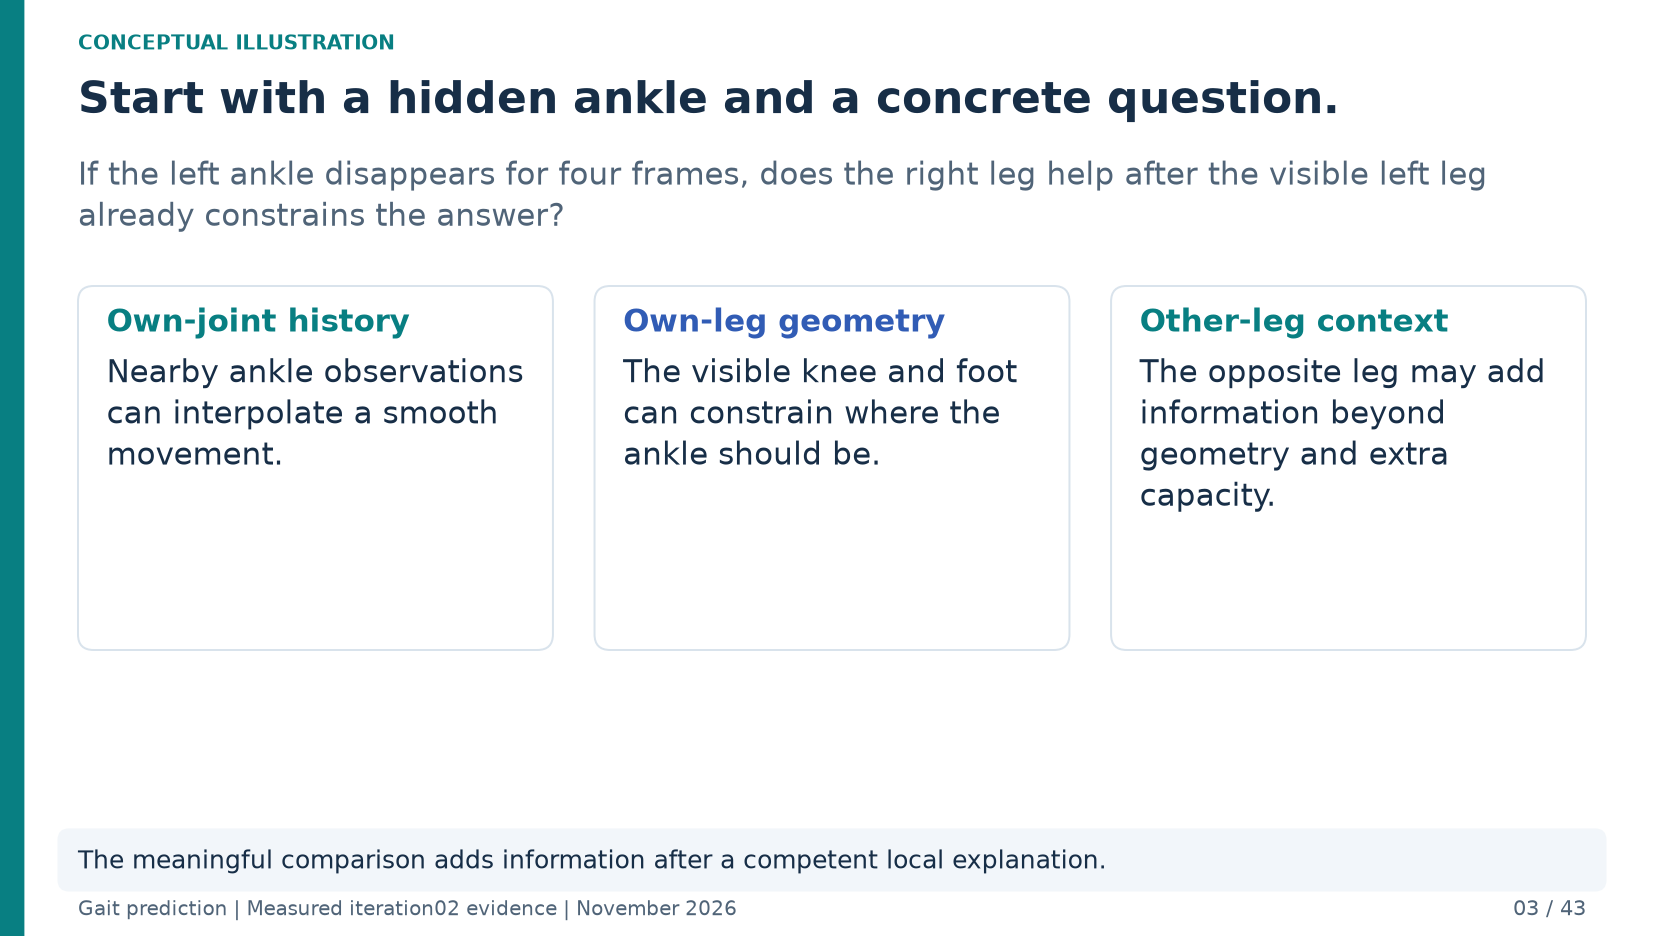 CONCEPTUAL ILLUSTRATION
Start with a hidden ankle and a concrete question.
If the left ankle disappears for four frames, does the right leg help after the visible left leg
already constrains the answer?
Own-joint history
Nearby ankle observations
can interpolate a smooth
movement.
Own-leg geometry
The visible knee and foot
can constrain where the
ankle should be.
Other-leg context
The opposite leg may add
information beyond
geometry and extra
capacity.
The meaningful comparison adds information after a competent local explanation.
Gait prediction | Measured iteration02 evidence | November 2026
03 / 43